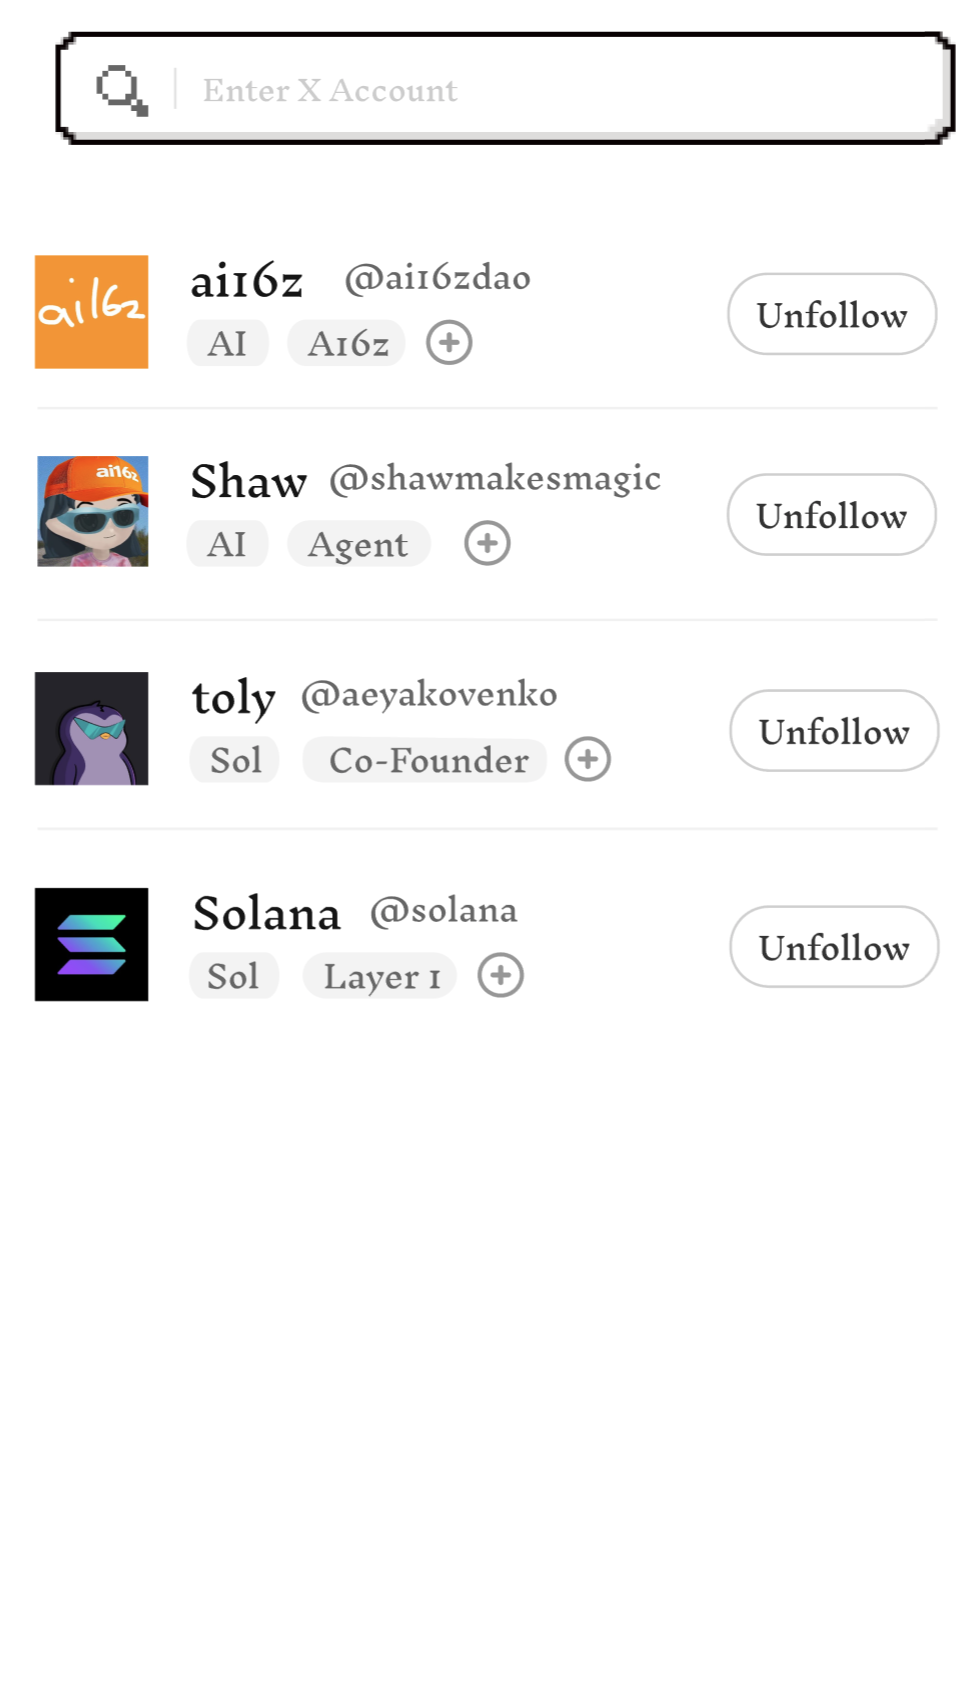 Enter X Account
ai16z @ai16zdao
ai16z
AI A16z
Unfollow
ai16z
Shaw @shawmakesmagic
AI Agent
Unfollow
toly @aeyakovenko
Sol Co-Founder
Unfollow
Solana @solana
Sol Layer 1
Unfollow